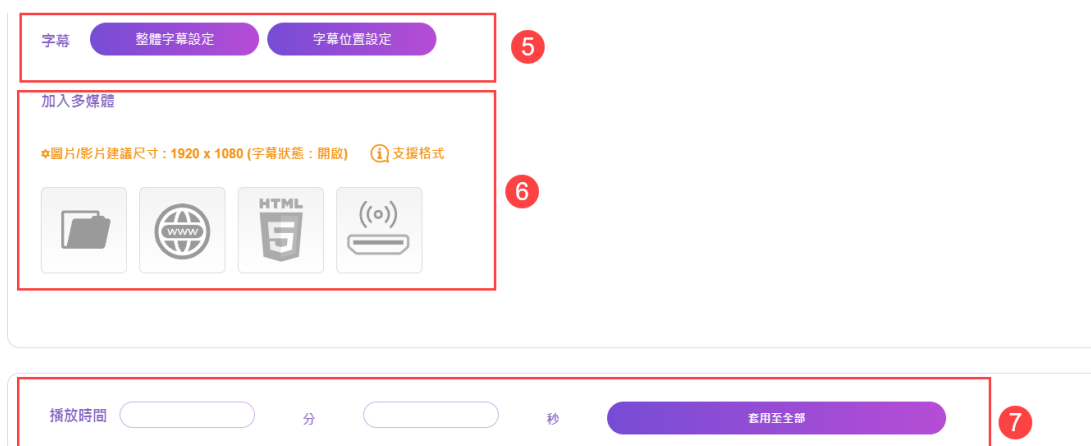 字幕 整體字幕設定 字幕位置設定 5
加入多媒體
✡圖片/影片建議尺寸：1920 x 1080 (字幕狀態：開啟) i 支援格式
6
WWW HTML 5
播放時間 分 秒 套用至全部 7